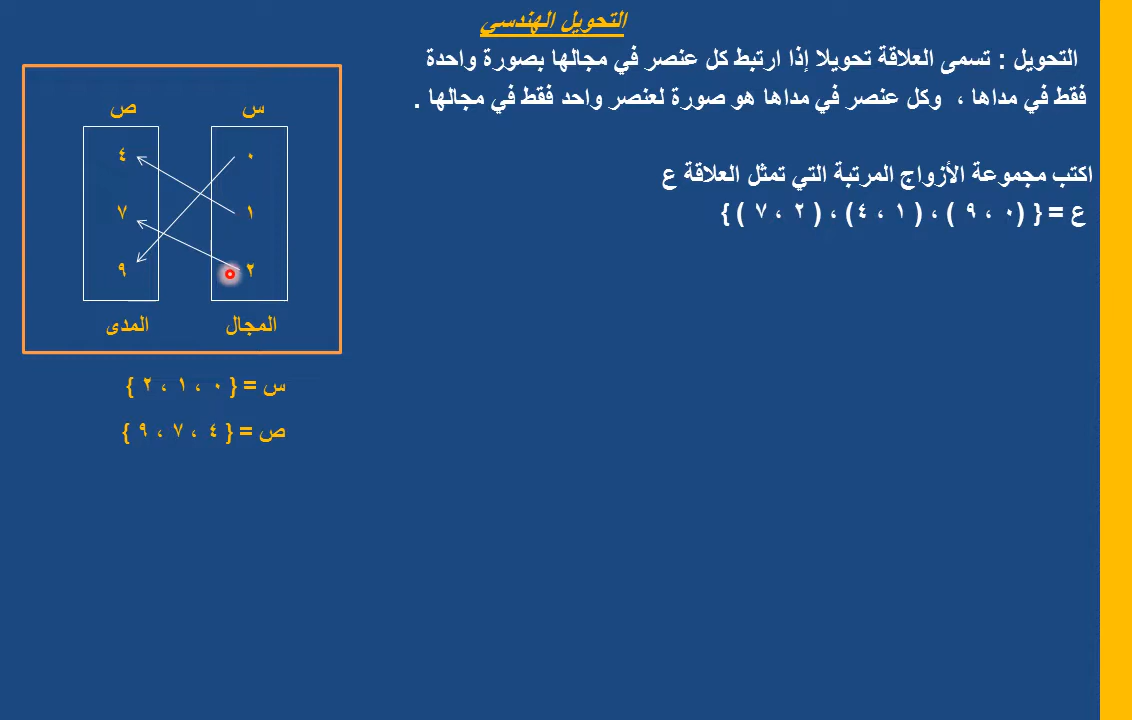 التحويل الهندسي
التحويل : تسمى العلاقة تحويلا إذا ارتبط كل عنصر في مجالها بصورة واحدة
فقط في مداها ، وكل عنصر في مداها هو صورة لعنصر واحد فقط في مجالها .
اكتب مجموعة الأزواج المرتبة التي تمثل العلاقة ع
ع = { (٠ ، ٩ ) ، ( ١ ، ٤) ، ( ٢ ، ٧ ) }
س ص
٠ ٤
١ ٧
٢ ٩
المجال المدى
س = { ٠ ، ١ ، ٢ }
ص = { ٤ ، ٧ ، ٩ }